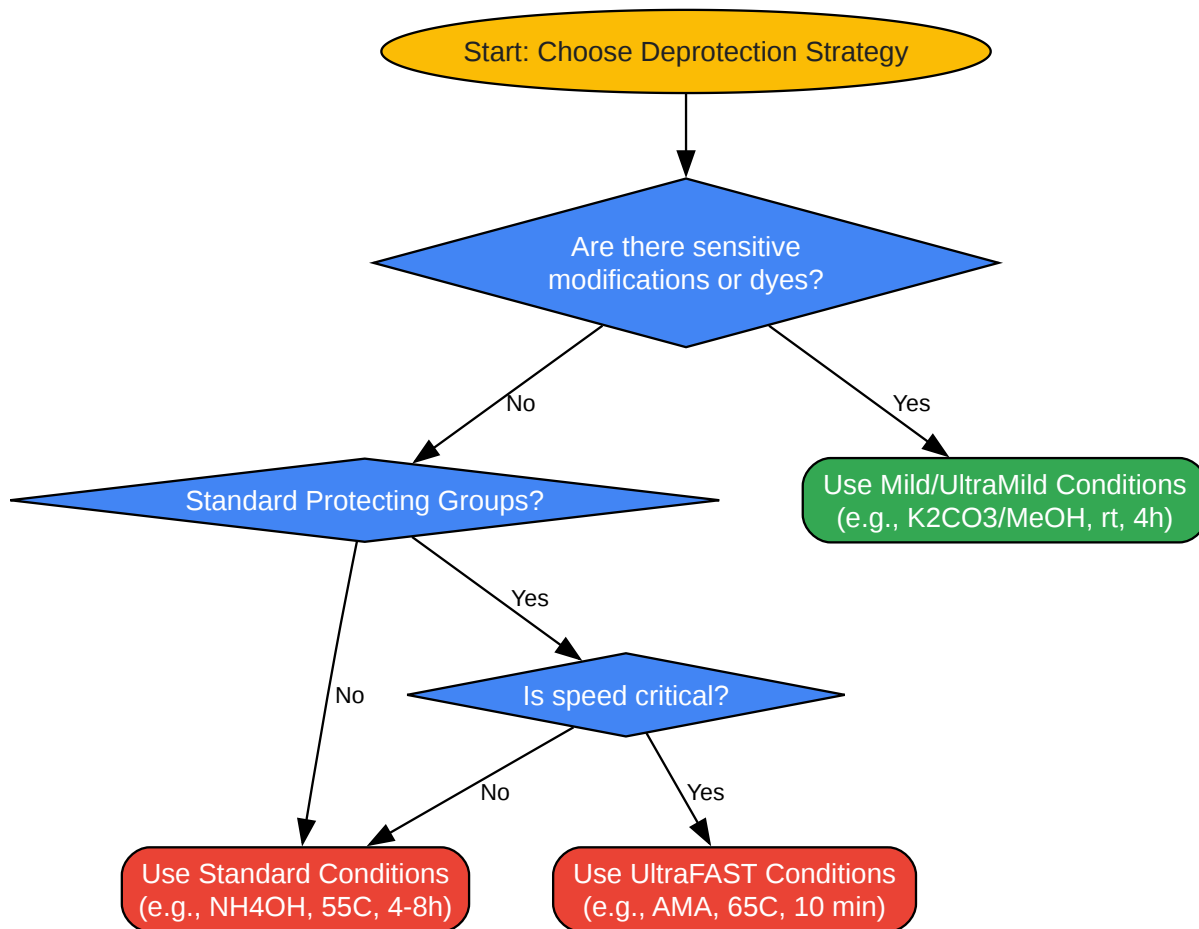 Start: Choose Deprotection Strategy
Are there sensitive
modifications or dyes?
No
Yes
Standard Protecting Groups?
Use Mild/UltraMild Conditions
(e.g., K2CO3/MeOH, rt, 4h)
Yes
No
Is speed critical?
No
Yes
Use Standard Conditions
(e.g., NH4OH, 55C, 4-8h)
Use UltraFAST Conditions
(e.g., AMA, 65C, 10 min)